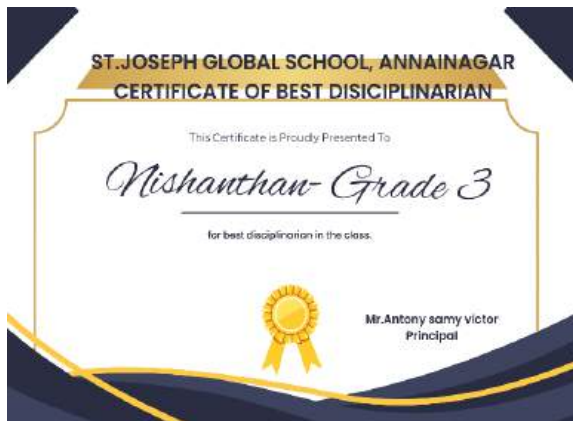 ST.JOSEPH GLOBAL SCHOOL, ANNAINAGAR
CERTIFICATE OF BEST DISICIPLINARIAN
This Certificate is Proudly Presented To
Nishanthan- Grade 3
for best disciplinarian in the class.
Mr.Antony samy victor
Principal